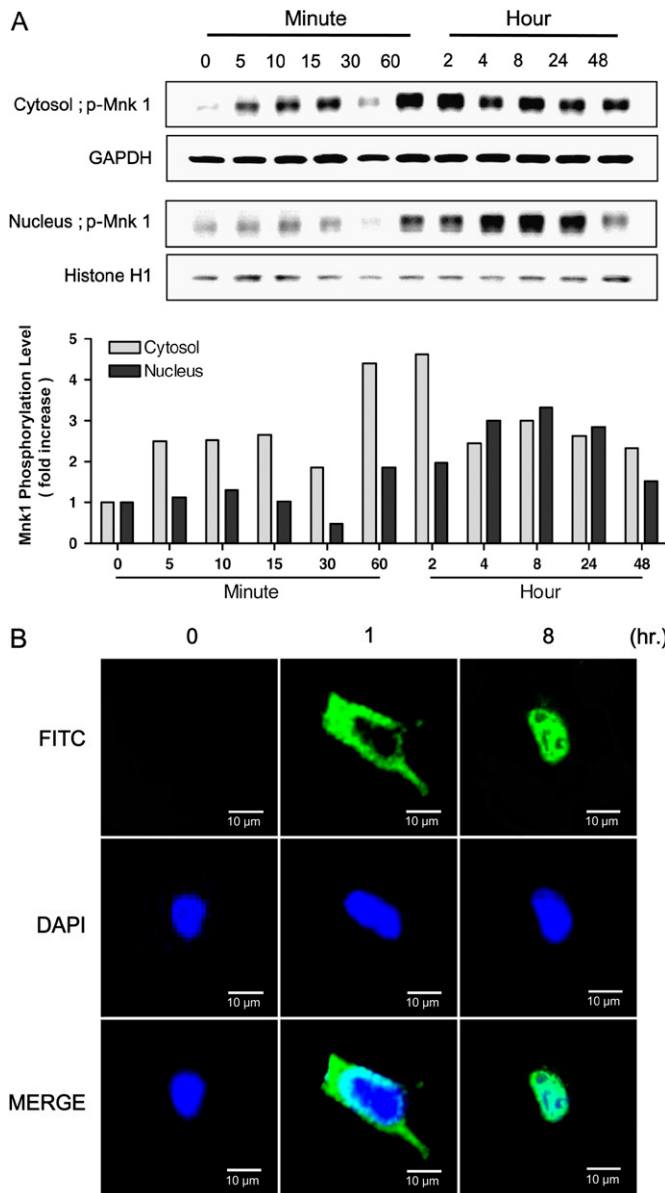 A
Minute Hour
0 5 10 15 30 60 2 4 8 24 48
Cytosol ; p-Mnk 1
GAPDH
Nucleus ; p-Mnk 1
Histone H1
Mnk1 Phosphorylation Level
( fold increase )
5
4
3
2
1
0
Cytosol
Nucleus
0 5 10 15 30 60 2 4 8 24 48
Minute Hour
B
0 1 8 (hr.)
FITC
10 µm 10 µm 10 µm
DAPI
10 µm 10 µm 10 µm
MERGE
10 µm 10 µm 10 µm